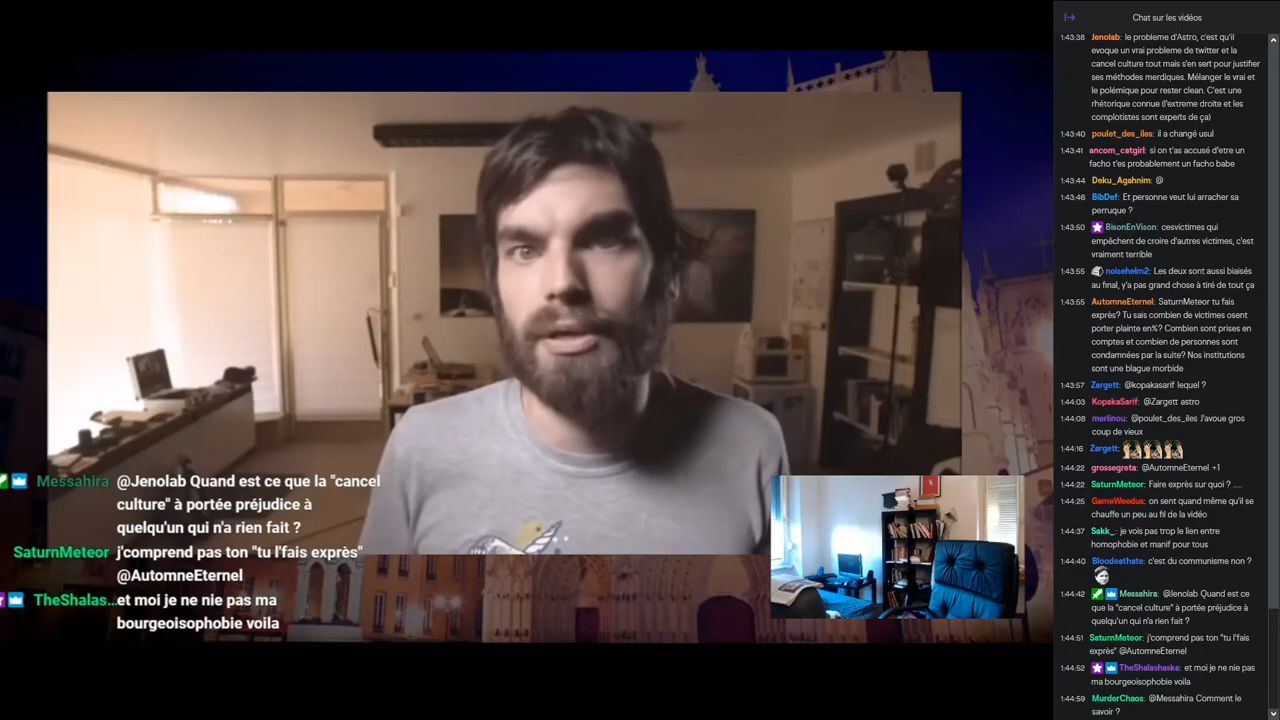 Chat sur les vidéos
1:43:38 Jenolab: le probleme d'Astro, c'est qu'il
evoque un vrai probleme de twitter et la
cancel culture tout mais s'en sert pour justifier
ses méthodes merdiques. Mélanger le vrai et
le polémique pour rester clean. C'est une
rhétorique connue (l'extreme droite et les
complotistes sont experts de ça)
1:43:40 poulet_des_iles: il a changé usul
1:43:41 ancom_catgirl: si on t'as accusé d'etre un
facho t'es probablement un facho babe
1:43:44 Deku_Agahnim: @
1:43:46 BibDef: Et personne veut lui arracher sa
perruque ?
1:43:50 BisonEnVison: cesvictimes qui
empêchent de croire d'autres victimes, c'est
vraiment terrible
1:43:55 noisehelm2: Les deux sont aussi biaisés
au final, y'a pas grand chose à tiré de tout ça
1:43:55 AutomneEternel: SaturnMeteor tu fais
exprès? Tu sais combien de victimes osent
porter plainte en%? Combien sont prises en
comptes et combien de personnes sont
condamnées par la suite? Nos institutions
sont une blague morbide
1:43:57 Zargett: @kopakasarif lequel ?
1:44:03 KopakaSarif: @Zargett astro
1:44:08 merlinou: @poulet_des_iles J'avoue gros
coup de vieux
1:44:16 Zargett:
1:44:22 grossegreta: @AutomneEternel +1
1:44:22 SaturnMeteor: Faire exprès sur quoi ? .....
1:44:25 GameWeedus: on sent quand même qu'il se
chauffe un peu au fil de la vidéo
1:44:37 Sakk_: je vois pas trop le lien entre
homophobie et manif pour tous
1:44:40 Bloodeathate: c'est du communisme non ?
1:44:42 Messahira: @Jenolab Quand est ce
que la "cancel culture" à portée préjudice à
quelqu'un qui n'a rien fait ?
1:44:51 SaturnMeteor: j'comprend pas ton "tu l'fais
exprès" @AutomneEternel
1:44:52 TheShalashaska: et moi je ne nie pas
ma bourgeoisophobie voila
1:44:59 MurderChaos: @Messahira Comment le
savoir ?
Messahira @Jenolab Quand est ce que la "cancel
culture" à portée préjudice à
quelqu'un qui n'a rien fait ?
SaturnMeteor j'comprend pas ton "tu l'fais exprès"
@AutomneEternel
TheShalas... et moi je ne nie pas ma
bourgeoisophobie voila